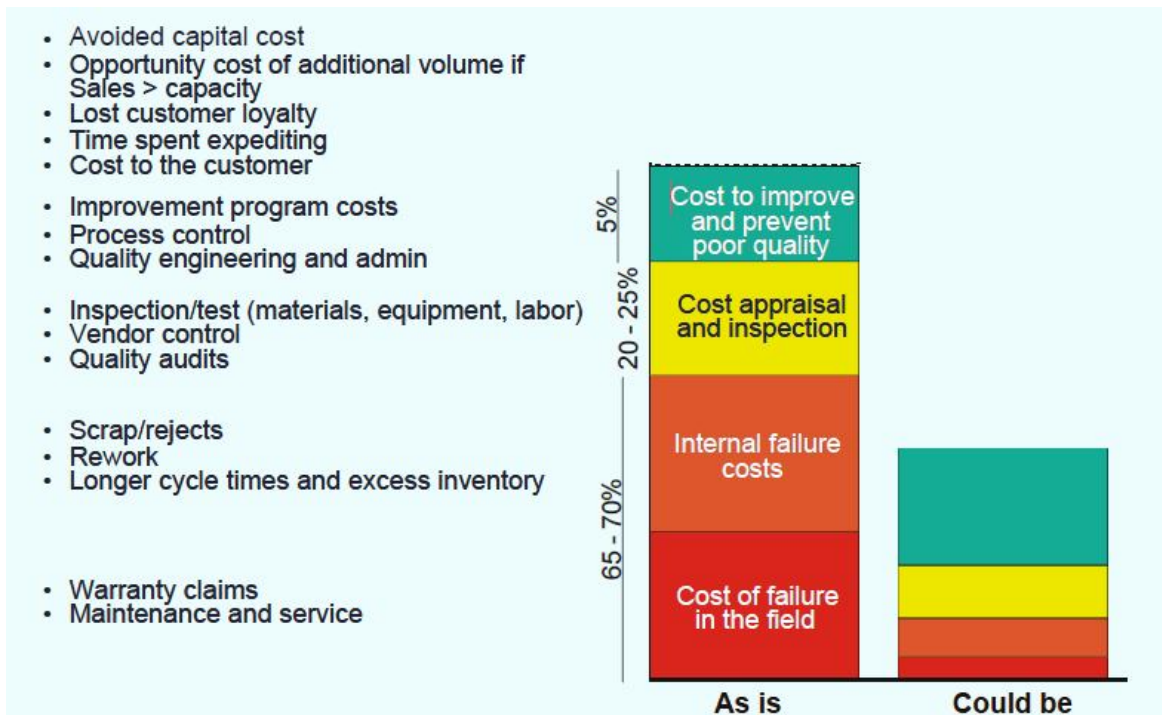 • Avoided capital cost
• Opportunity cost of additional volume if
Sales > capacity
• Lost customer loyalty
• Time spent expediting
• Cost to the customer
• Improvement program costs
• Process control
• Quality engineering and admin
• Inspection/test (materials, equipment, labor)
• Vendor control
• Quality audits
• Scrap/rejects
• Rework
• Longer cycle times and excess inventory
• Warranty claims
• Maintenance and service
5%
20 - 25%
65 - 70%
Cost to improve
and prevent
poor quality
Cost appraisal
and inspection
Internal failure
costs
Cost of failure
in the field
As is
Could be